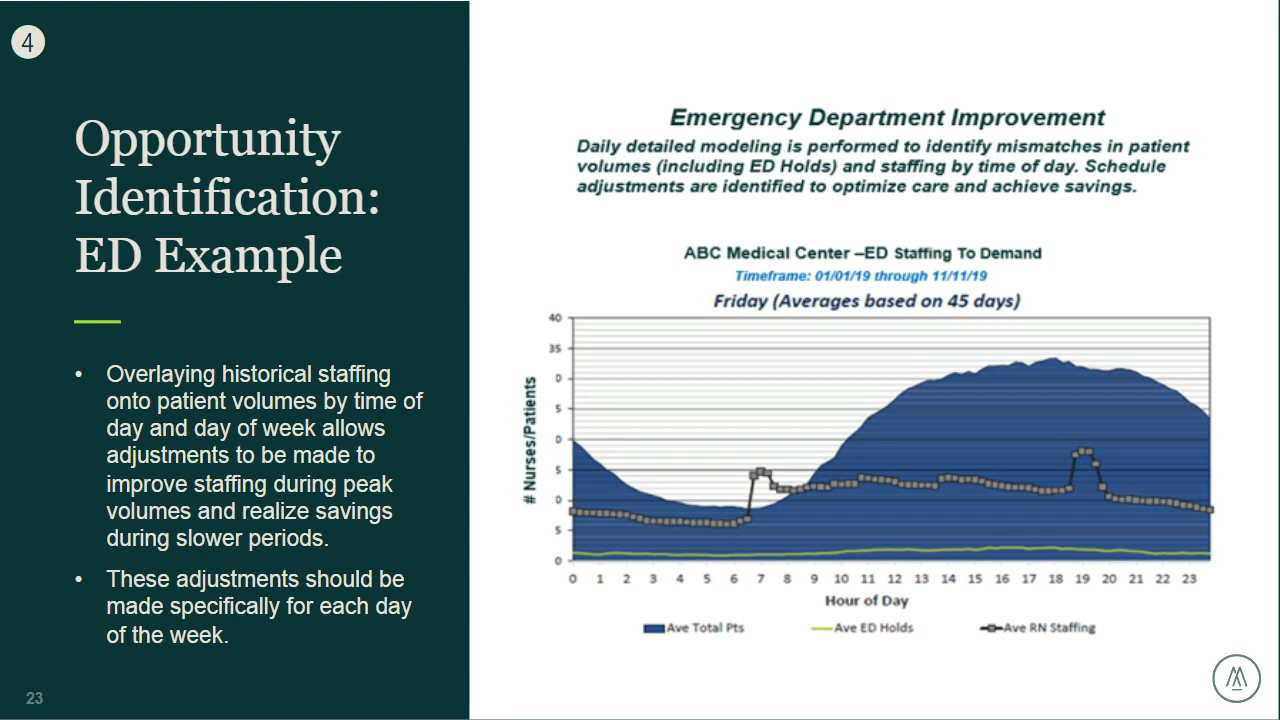 4
Opportunity
Identification:
ED Example
• Overlaying historical staffing
onto patient volumes by time of
day and day of week allows
adjustments to be made to
improve staffing during peak
volumes and realize savings
during slower periods.
• These adjustments should be
made specifically for each day
of the week.
23
Emergency Department Improvement
Daily detailed modeling is performed to identify mismatches in patient
volumes (including ED Holds) and staffing by time of day. Schedule
adjustments are identified to optimize care and achieve savings.
ABC Medical Center –ED Staffing To Demand
Timeframe: 01/01/19 through 11/11/19
Friday (Averages based on 45 days)
# Nurses/Patients
40
35
0
5
0
5
0
5
0
0 1 2 3 4 5 6 7 8 9 10 11 12 13 14 15 16 17 18 19 20 21 22 23
Hour of Day
Ave Total Pts Ave ED Holds Ave RN Staffing